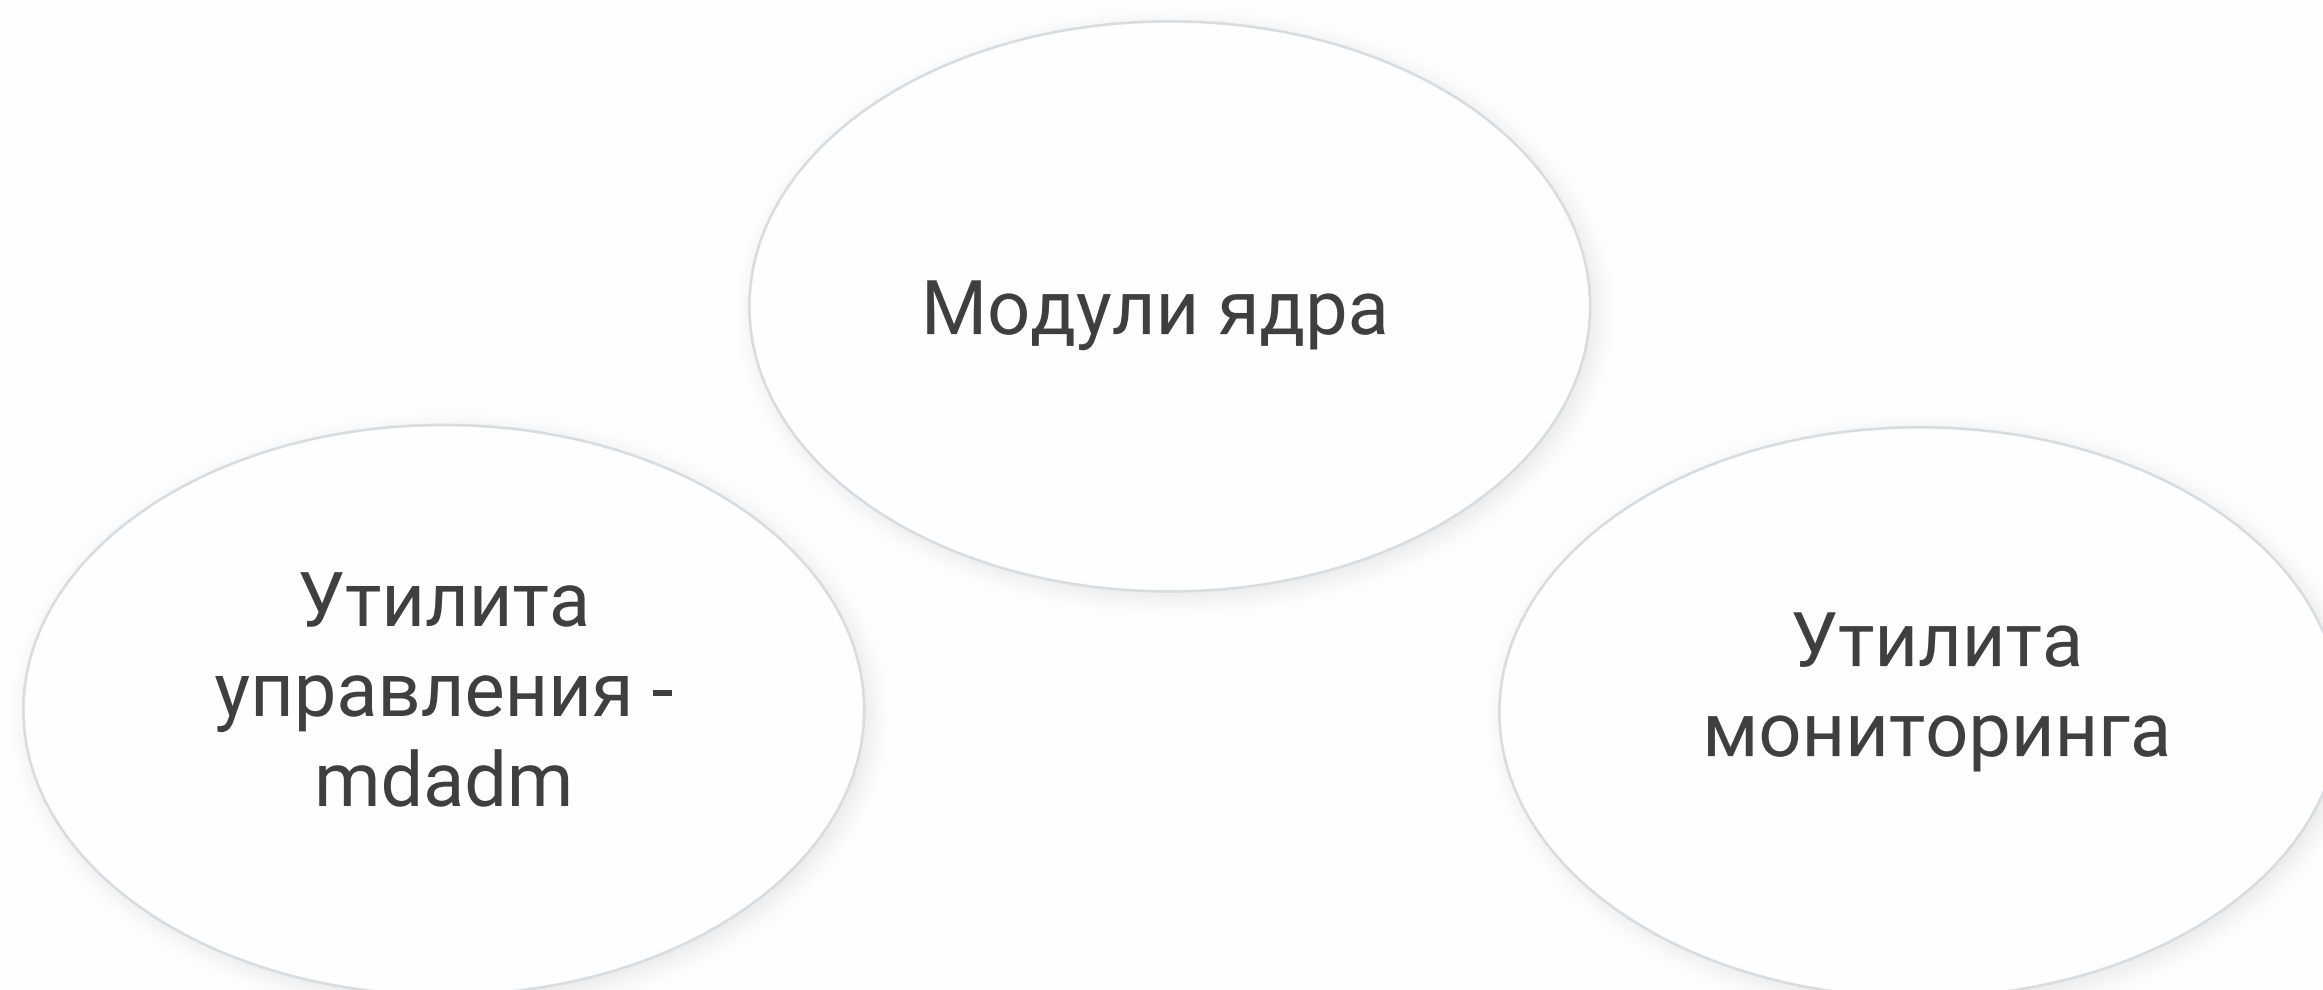 Модули ядра
Утилита
управления -
mdadm
Утилита
мониторинга